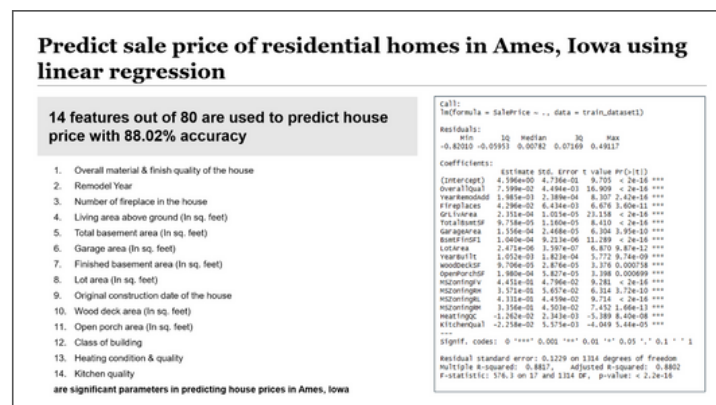 Predict sale price of residential homes in Ames, Iowa using
linear regression
14 features out of 80 are used to predict house
price with 88.02% accuracy
1. Overall material & finish quality of the house
2. Remodel Year
3. Number of fireplace in the house
4. Living area above ground (In sq. feet)
5. Total basement area (In sq. feet)
6. Garage area (In sq. feet)
7. Finished basement area (In sq. feet)
8. Lot area (In sq. feet)
9. Original construction date of the house
10. Wood deck area (In sq. feet)
11. Open porch area (In sq. feet)
12. Class of building
13. Heating condition & quality
14. Kitchen quality
are significant parameters in predicting house prices in Ames, Iowa
Call:
lm(formula = SalePrice ~ ., data = train_dataset1)
Residuals:
Min 1Q Median 3Q Max
-0.82010 -0.05953 0.00782 0.07169 0.49117
Coefficients:
Estimate Std. Error t value Pr(>|t|)
(Intercept) 4.596e+00 4.736e-01 9.705 < 2e-16 ***
OverallQual 7.599e-02 4.494e-03 16.909 < 2e-16 ***
YearRemodAdd 1.985e-03 2.389e-04 8.307 2.42e-16 ***
Fireplaces 4.296e-02 6.434e-03 6.676 3.60e-11 ***
GrLivArea 2.351e-04 1.015e-05 23.158 < 2e-16 ***
TotalBsmtSF 9.758e-05 1.160e-05 8.410 < 2e-16 ***
GarageArea 1.556e-04 2.468e-05 6.304 3.95e-10 ***
BsmtFinSF1 1.040e-04 9.213e-06 11.289 < 2e-16 ***
LotArea 2.471e-06 3.597e-07 6.870 9.87e-12 ***
YearBuilt 1.052e-03 1.823e-04 5.772 9.74e-09 ***
WoodDeckSF 9.706e-05 2.876e-05 3.376 0.000758 ***
OpenPorchSF 1.980e-04 5.827e-05 3.398 0.000699 ***
MSZoningFV 4.451e-01 4.796e-02 9.281 < 2e-16 ***
MSZoningRH 3.571e-01 5.657e-02 6.314 3.72e-10 ***
MSZoningRL 4.331e-01 4.459e-02 9.714 < 2e-16 ***
3.356e-01 4.503e-02 7.452 1.66e-13 ***
HeatingQC -1.262e-02 2.343e-03 -5.389 8.40e-08 ***
KitchenQual -2.258e-02 5.575e-03 -4.049 5.44e-05 ***
---
Signif. codes: 0 '***' 0.001 '**' 0.01 '*' 0.05 '.' 0.1 ' ' 1
Residual standard error: 0.1229 on 1314 degrees of freedom
Multiple R-squared: 0.8817, Adjusted R-squared: 0.8802
F-statistic: 576.3 on 17 and 1314 DF, p-value: < 2.2e-16